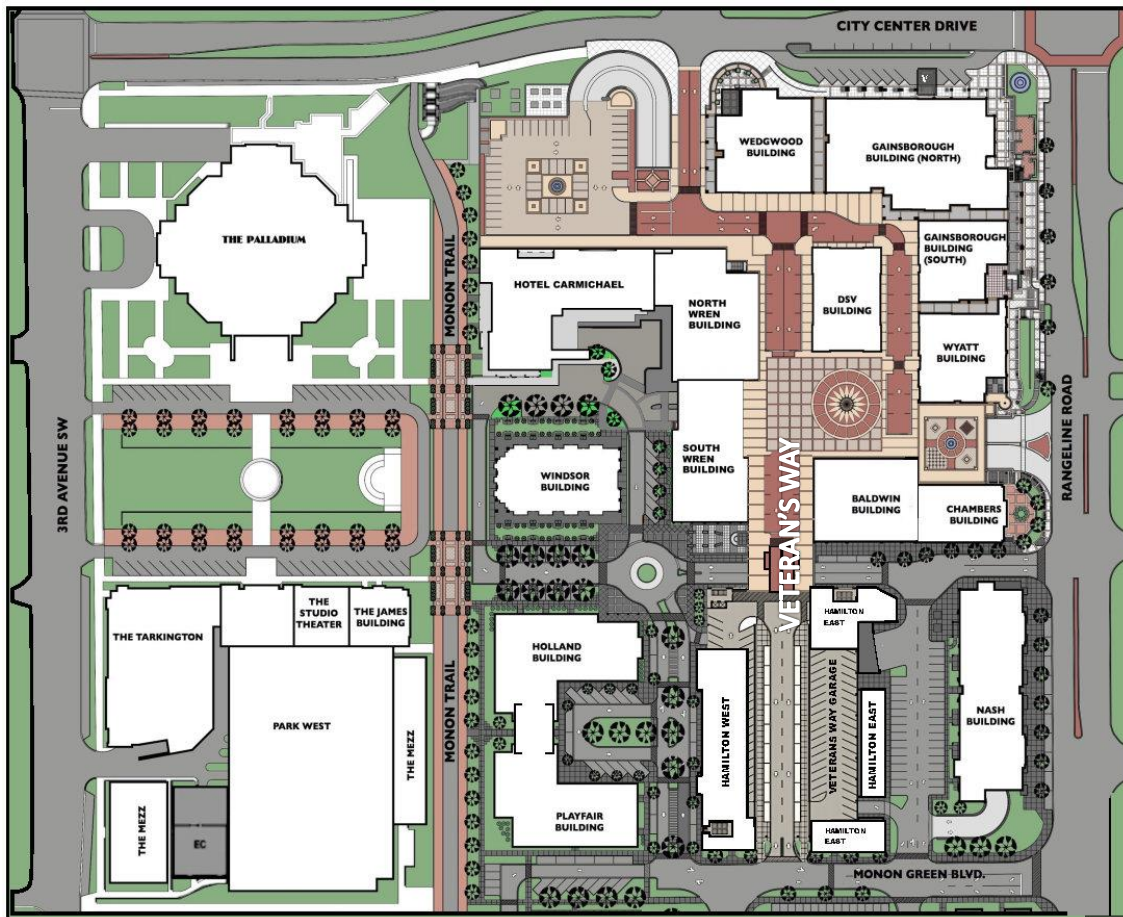 CITY CENTER DRIVE
WEDGWOOD
BUILDING
GAINSBOROUGH
BUILDING (NORTH)
THE PALLADIUM
MONON TRAIL
GAINSBOROUGH
BUILDING
(SOUTH)
HOTEL CARMICHAEL
NORTH
WREN
BUILDING
DSV
BUILDING
WYATT
BUILDING
3RD AVENUE SW
RANGELINE ROAD
WINDSOR
BUILDING
SOUTH
WREN
BUILDING
VETERAN'S WAY
BALDWIN
BUILDING
CHAMBERS
BUILDING
THE TARKINGTON
THE
STUDIO
THEATER
THE JAMES
BUILDING
HAMILTON
EAST
HOLLAND
BUILDING
PARK WEST
MONON TRAIL
THE MEZZ
HAMILTON WEST
VETERANS WAY GARAGE
HAMILTON EAST
NASH
BUILDING
THE MEZZ
EC
PLAYFAIR
BUILDING
HAMILTON
EAST
MONON GREEN BLVD.